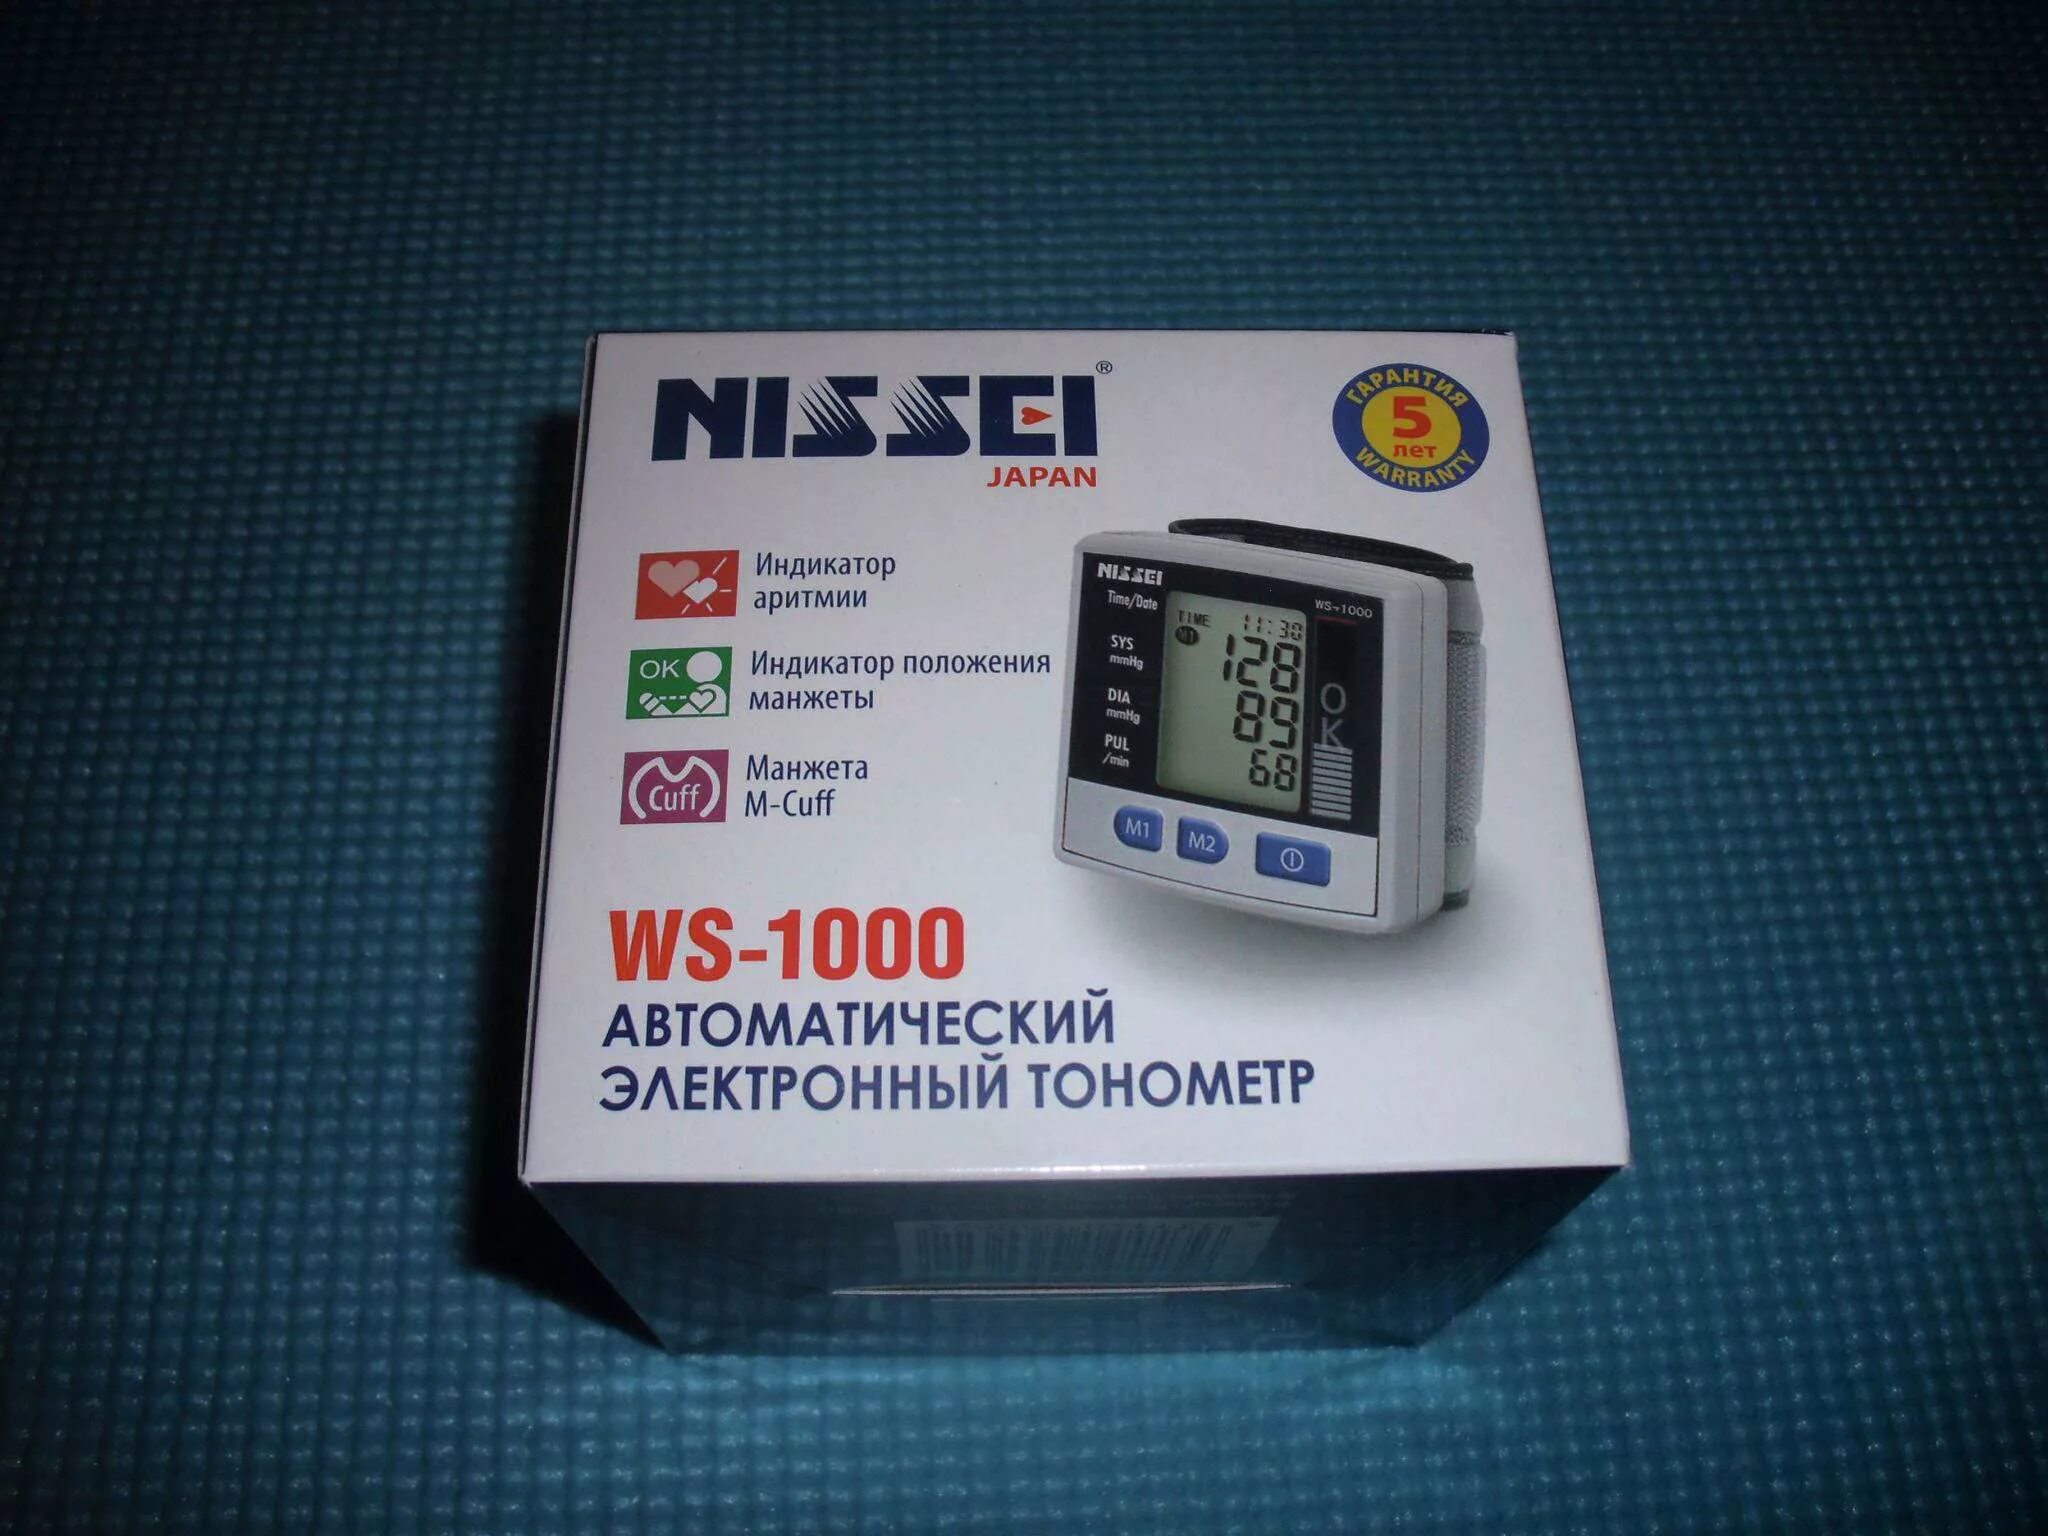 NISSEI®
JAPAN
ГАРАНТИЯ
5
лет
WARRANTY
Индикатор
аритмии
OK
Индикатор положения
манжеты
Cuff
Манжета
M-Cuff
NISSEI
WS-1000
Time/Date
TIME 11:30
M1
SYS
mmHg
128
DIA
mmHg
89
PUL
/min
68
OK
M1
M2
WS-1000
АВТОМАТИЧЕСКИЙ
ЭЛЕКТРОННЫЙ ТОНОМЕТР